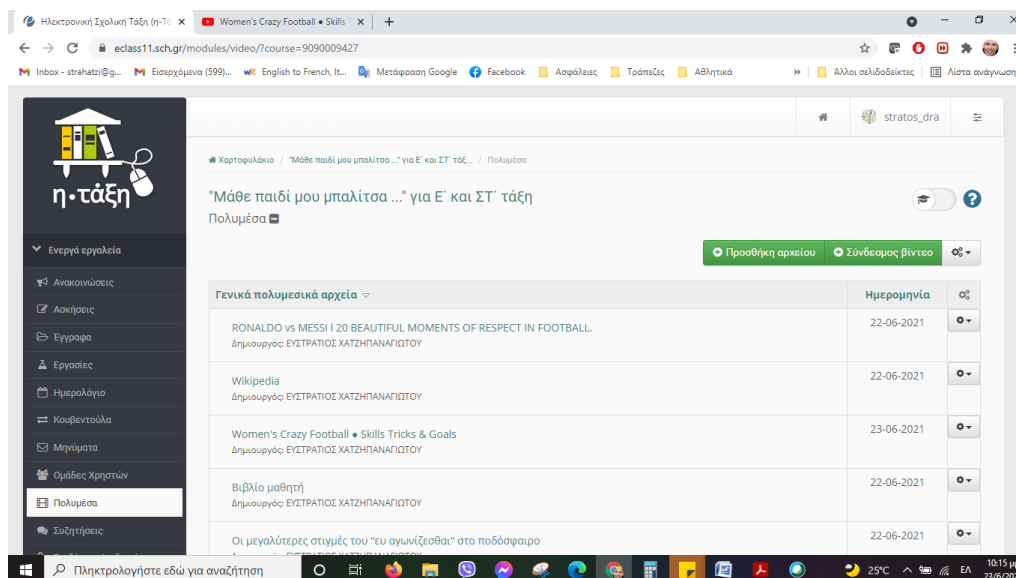 Ηλεκτρονική Σχολική Τάξη (η-Τά
Women's Crazy Football ● Skills T
eclass11.sch.gr/modules/video/?course=9090009427
Inbox - strahatzi@g...
Εισερχόμενα (599)...
English to French, It...
Μετάφραση Google
Facebook
Ασφάλειες
Τράπεζες
Αθλητικά
»
Άλλοι σελιδοδείκτες
Λίστα ανάγνωση
η·τάξη
stratos_dra
Χαρτοφυλάκιο / "Μάθε παιδί μου μπαλίτσα ..." για Ε΄ και ΣΤ΄ τάξ... / Πολυμέσα
"Μάθε παιδί μου μπαλίτσα ..." για Ε΄ και ΣΤ΄ τάξη
Πολυμέσα
Προσθήκη αρχείου
Σύνδεσμος βίντεο
Ενεργά εργαλεία
Ανακοινώσεις
Ασκήσεις
Έγγραφα
Εργασίες
Ημερολόγιο
Κουβεντούλα
Μηνύματα
Ομάδες Χρηστών
Πολυμέσα
Συζητήσεις
Γενικά πολυμεσικά αρχεία
Ημερομηνία
RONALDO vs MESSI l 20 BEAUTIFUL MOMENTS OF RESPECT IN FOOTBALL.
22-06-2021
Δημιουργός: ΕΥΣΤΡΑΤΙΟΣ ΧΑΤΖΗΠΑΝΑΓΙΩΤΟΥ
Wikipedia
22-06-2021
Δημιουργός: ΕΥΣΤΡΑΤΙΟΣ ΧΑΤΖΗΠΑΝΑΓΙΩΤΟΥ
Women's Crazy Football ● Skills Tricks & Goals
23-06-2021
Δημιουργός: ΕΥΣΤΡΑΤΙΟΣ ΧΑΤΖΗΠΑΝΑΓΙΩΤΟΥ
Βιβλίο μαθητή
22-06-2021
Δημιουργός: ΕΥΣΤΡΑΤΙΟΣ ΧΑΤΖΗΠΑΝΑΓΙΩΤΟΥ
Οι μεγαλύτερες στιγμές του "ευ αγωνίζεσθαι" στο ποδόσφαιρο
22-06-2021
Πληκτρολογήστε εδώ για αναζήτηση
25°C
ΕΛ
10:15 μμ
23/6/202